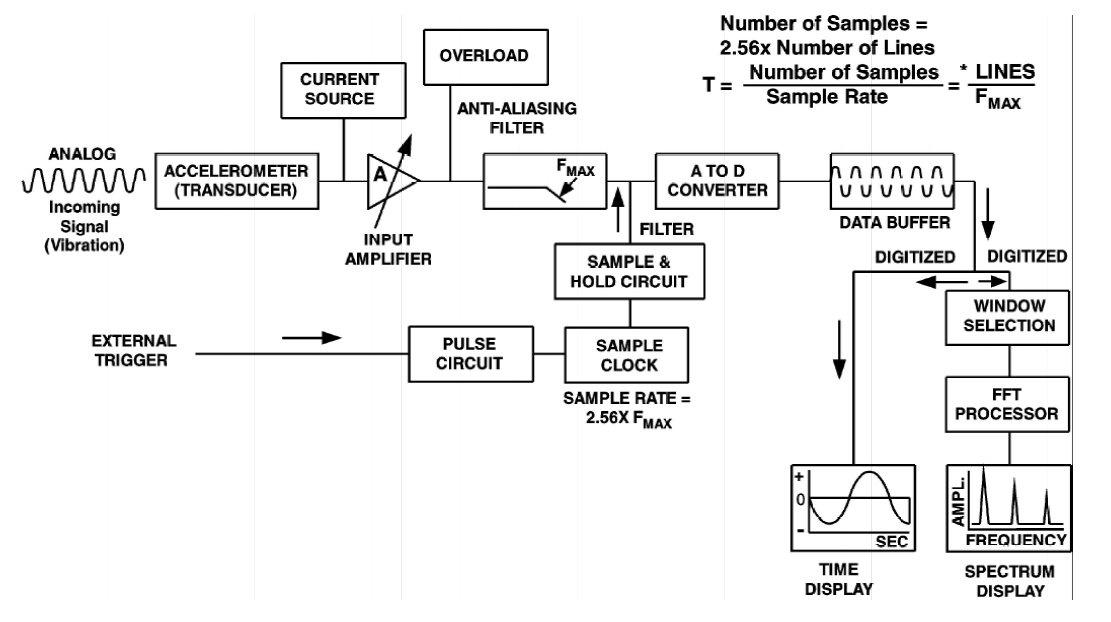 Number of Samples =
2.56x Number of Lines
T = Number of Samples = * LINES
Sample Rate F MAX
OVERLOAD
CURRENT
SOURCE
ANTI-ALIASING
FILTER
ANALOG
Incoming
Signal
(Vibration)
ACCELEROMETER
(TRANSDUCER)
A
INPUT
AMPLIFIER
FMAX
A TO D
CONVERTER
DATA BUFFER
FILTER
SAMPLE &
HOLD CIRCUIT
DIGITIZED
DIGITIZED
WINDOW
SELECTION
EXTERNAL
TRIGGER
PULSE
CIRCUIT
SAMPLE
CLOCK
SAMPLE RATE =
2.56X FMAX
FFT
PROCESSOR
+
0
-
SEC
TIME
DISPLAY
AMPL.
FREQUENCY
SPECTRUM
DISPLAY